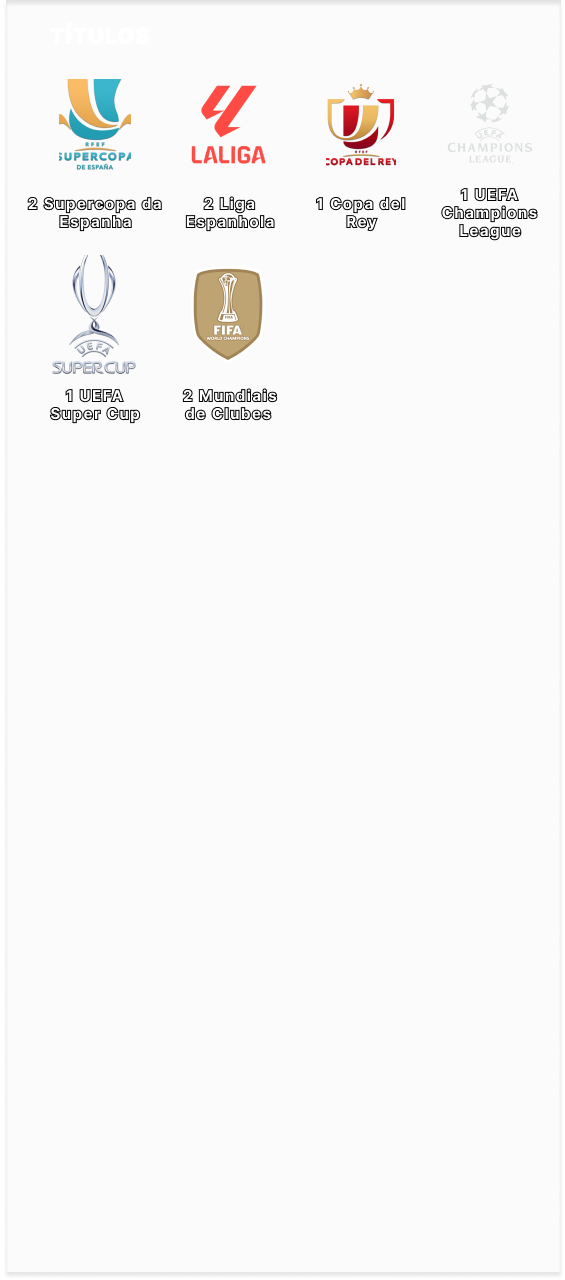 TÍTULOS
RFEF
SUPERCOPA
DE ESPAÑA
2 Supercopa da
Espanha
LALIGA
2 Liga
Espanhola
RFEF
COPA DEL REY
1 Copa del
Rey
UEFA
CHAMPIONS
LEAGUE
1 UEFA
Champions
League
UEFA
SUPERCUP
1 UEFA
Super Cup
FIFA
FIFA
WORLD CHAMPIONS
2 Mundiais
de Clubes